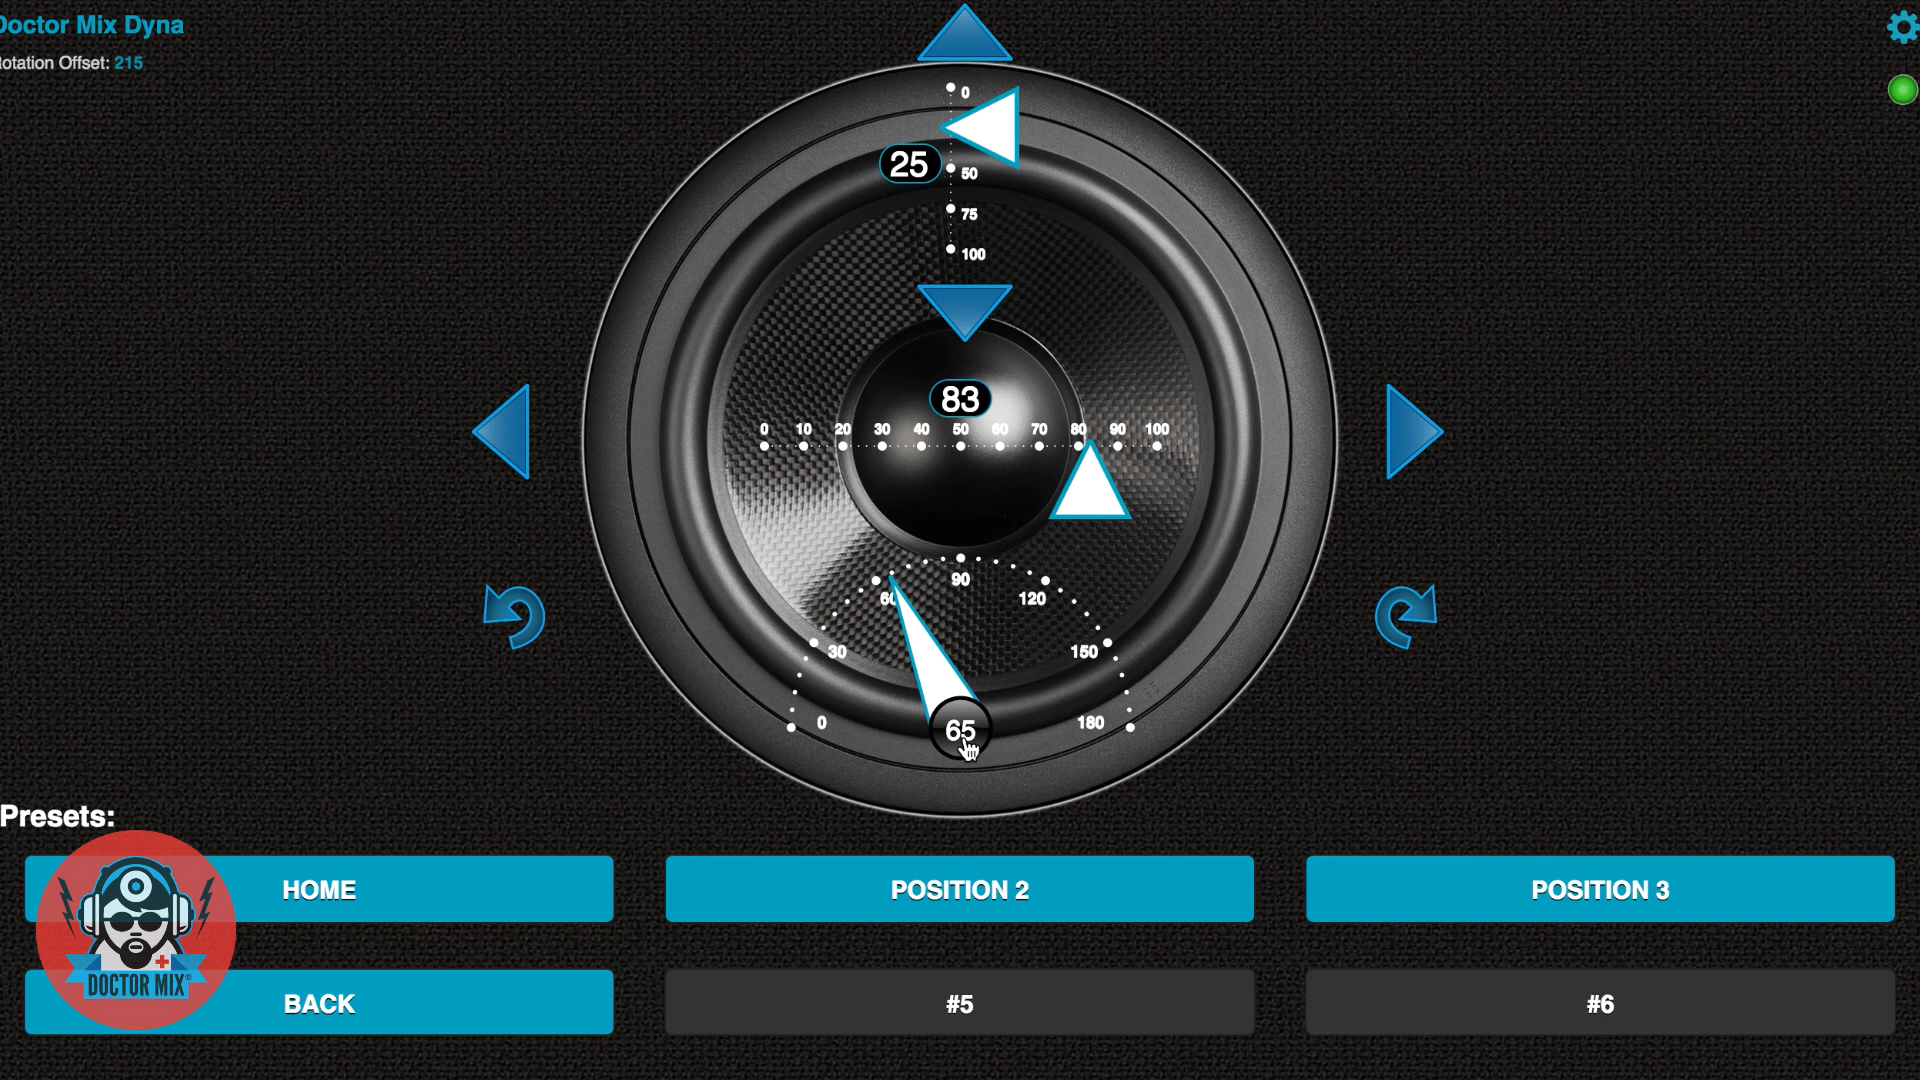 Doctor Mix Dyna
otation Offset: 215
0
25
50
75
100
83
0 10 20 30 40 50 60 70 80 90 100
90
60
120
30
150
0
180
65
Presets:
HOME
POSITION 2
POSITION 3
BACK
#5
#6
DOCTOR MIX®